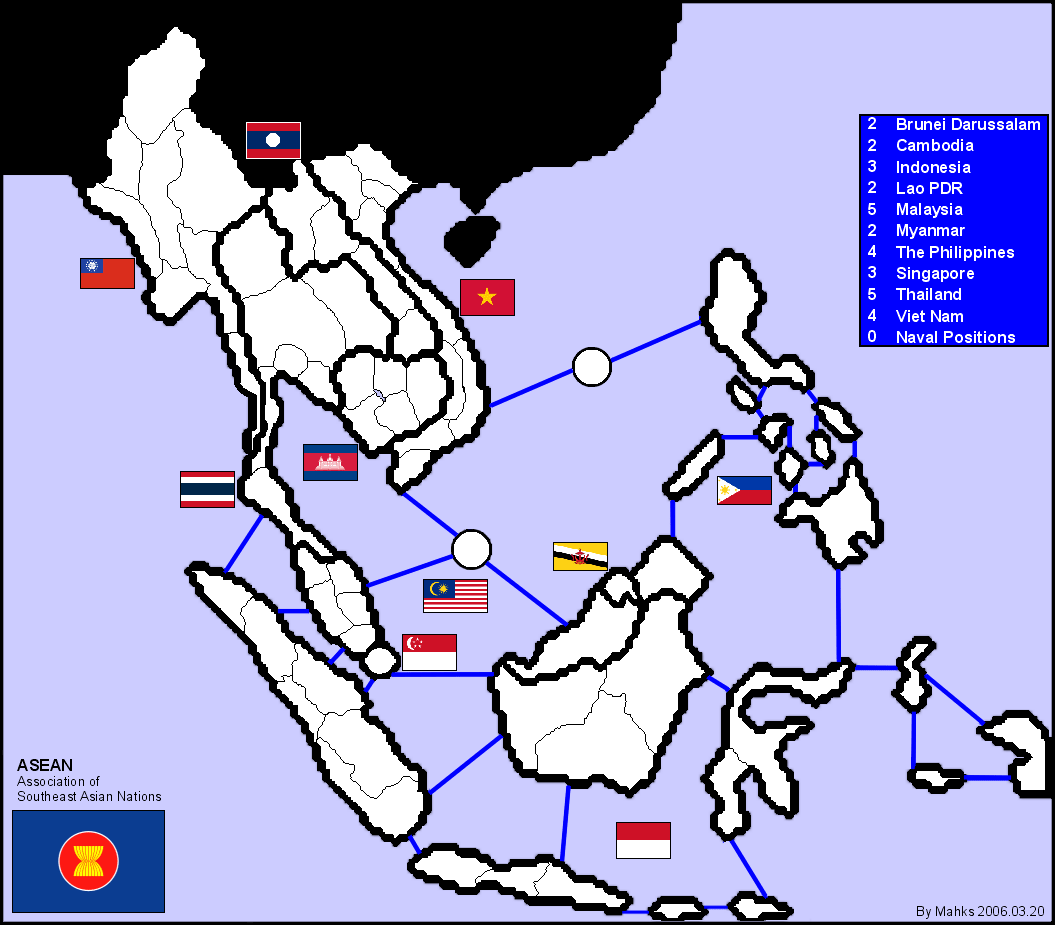 2 Brunei Darussalam
2 Cambodia
3 Indonesia
2 Lao PDR
5 Malaysia
2 Myanmar
4 The Philippines
3 Singapore
5 Thailand
4 Viet Nam
0 Naval Positions
ASEAN
Association of
Southeast Asian Nations
By Mahks 2006.03.20